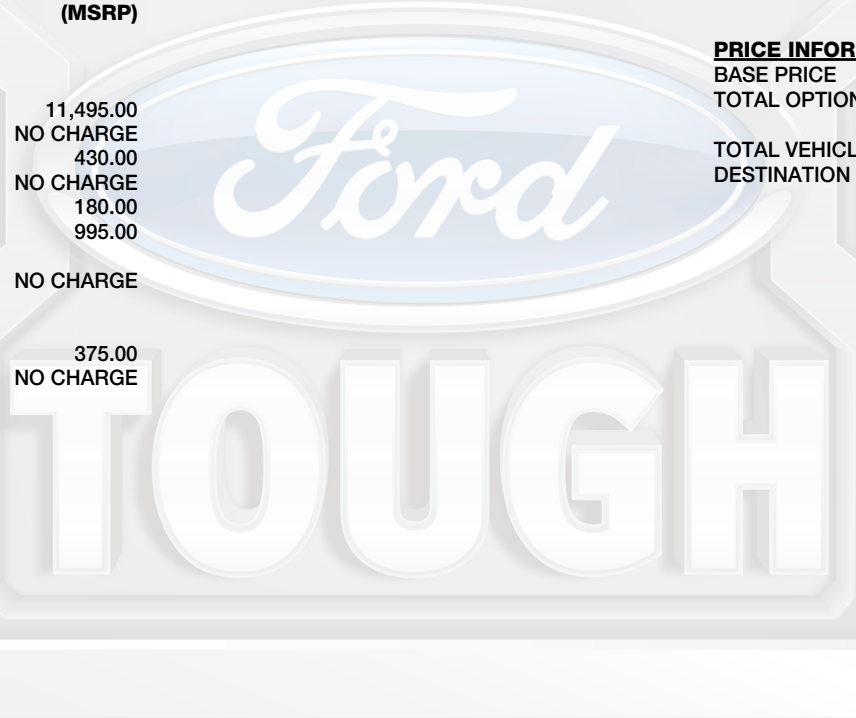 (MSRP)
11,495.00
NO CHARGE
430.00
NO CHARGE
180.00
995.00
NO CHARGE
375.00
NO CHARGE
PRICE INFOR
BASE PRICE
TOTAL OPTION
TOTAL VEHICL
DESTINATION
Ford
TOUGH